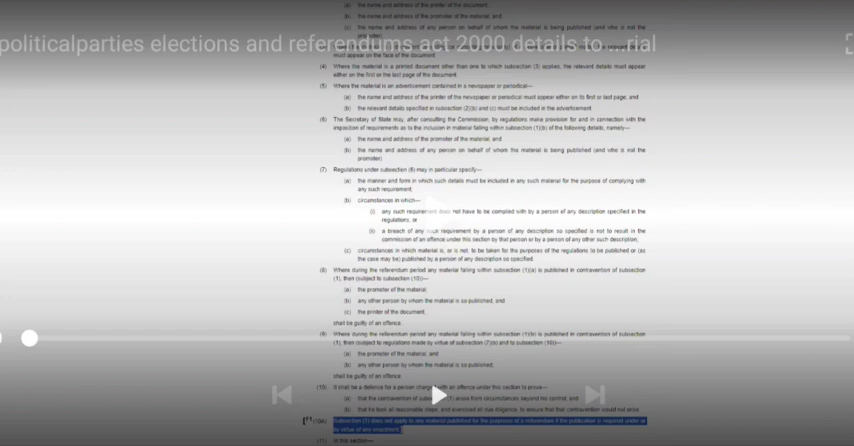 (a) the name and address of the printer of the document;
(b) the name and address of the promoter of the material; and
(c) the name and address of any person on behalf of whom the material is being published (and who is not the
promoter).
politicalparties elections and referendums act 2000 details to ...rial
must appear on the face of the document.
(4) Where the material is a printed document other than one to which subsection (3) applies, the relevant details must appear
either on the first or the last page of the document.
(5) Where the material is an advertisement contained in a newspaper or periodical—
(a) the name and address of the printer of the newspaper or periodical must appear either on its first or last page; and
(b) the relevant details specified in subsection (2)(b) and (c) must be included in the advertisement.
(6) The Secretary of State may, after consulting the Commission, by regulations make provision for and in connection with the
imposition of requirements as to the inclusion in material falling within subsection (1)(b) of the following details, namely—
(a) the name and address of the promoter of the material; and
(b) the name and address of any person on behalf of whom the material is being published (and who is not the
promoter).
(7) Regulations under subsection (6) may in particular specify—
(a) the manner and form in which such details must be included in any such material for the purpose of complying with
any such requirement;
(b) circumstances in which—
(i) any such requirement does not have to be complied with by a person of any description specified in the
regulations, or
(ii) a breach of any such requirement by a person of any description so specified is not to result in the
commission of an offence under this section by that person or by a person of any other such description;
(c) circumstances in which material is, or is not, to be taken for the purposes of the regulations to be published or (as
the case may be) published by a person of any description so specified.
(8) Where during the referendum period any material falling within subsection (1)(a) is published in contravention of subsection
(1), then (subject to subsection (10))—
(a) the promoter of the material;
(b) any other person by whom the material is so published, and
(c) the printer of the document,
shall be guilty of an offence.
(9) Where during the referendum period any material falling within subsection (1)(b) is published in contravention of subsection
(1), then (subject to regulations made by virtue of subsection (7)(b) and to subsection (10))—
(a) the promoter of the material, and
(b) any other person by whom the material is so published,
shall be guilty of an offence.
(10) It shall be a defence for a person charged with an offence under this section to prove—
(a) that the contravention of subsection (1) arose from circumstances beyond his control; and
(b) that he took all reasonable steps, and exercised all due diligence, to ensure that that contravention would not arise.
[F1(10A) Subsection (1) does not apply to any material published for the purposes of a referendum if the publication is required under or
by virtue of any enactment.]
(11) In this section—